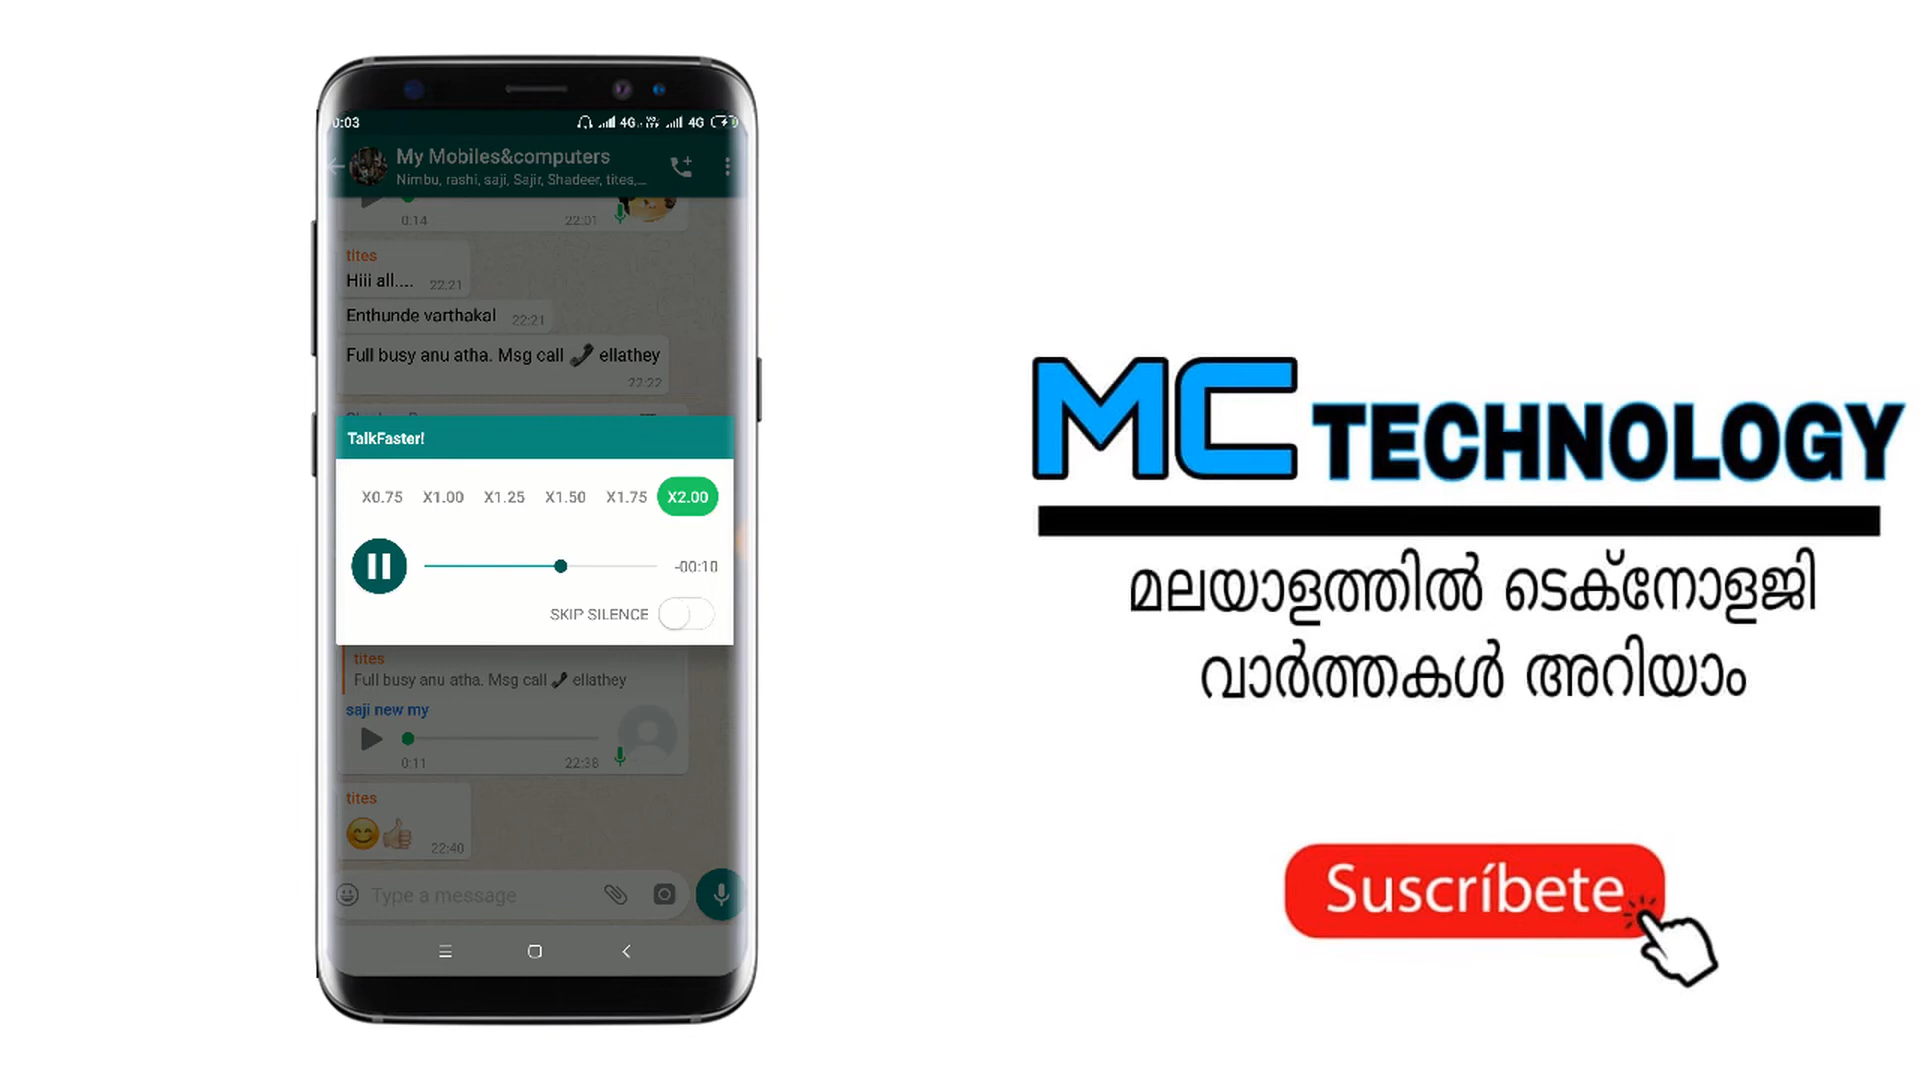 0:03
4G
4G
My Mobiles&computers
Nimbu, rashi, saji, Sajir, Shadeer, tites,...
0:14
22:01
tites
Hiii all....
22:21
Enthunde varthakal
22:21
Full busy anu atha. Msg call ellathey
22:22
TalkFaster!
X0.75 X1.00 X1.25 X1.50 X1.75 X2.00
-00:10
SKIP SILENCE
tites
Full busy anu atha. Msg call ellathey
saji new my
0:11
22:38
tites
22:40
Type a message
MC TECHNOLOGY
മലയാളത്തിൽ ടെക്നോളജി
വാർത്തകൾ അറിയാം
Suscríbete